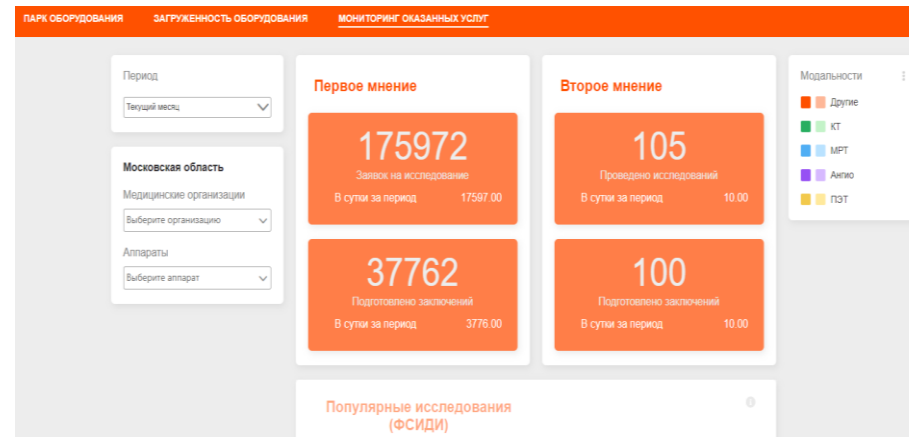 ПАРК ОБОРУДОВАНИЯ ЗАГРУЖЕННОСТЬ ОБОРУДОВАНИЯ МОНИТОРИНГ ОКАЗАННЫХ УСЛУГ
Период
Текущий месяц
Московская область
Медицинские организации
Выберите организацию
Аппараты
Выберите аппарат
Первое мнение
175972
Заявок на исследование
В сутки за период 17597.00
37762
Подготовлено заключений
В сутки за период 3776.00
Второе мнение
105
Проведено исследований
В сутки за период 10.00
100
Подготовлено заключений
В сутки за период 10.00
Модальности
Другие
КТ
МРТ
Ангио
ПЭТ
Популярные исследования
(ФСИДИ)